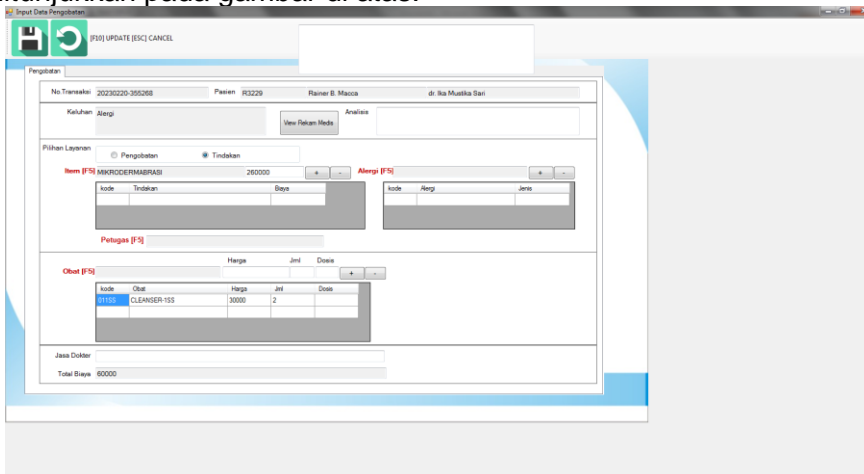 Input Data Pengobatan
[F10] UPDATE [ESC] CANCEL
Pengobatan
No.Transaksi 20230220-355268 Pasien R3229 Rainer B. Macca dr. Ika Mustika Sari
Keluhan Alergi View Rekam Medis Analisis
Pilihan Layanan
Pengobatan Tindakan
Item [F5] MIKRODERMABRASI 260000 + - Alergi [F5] + -
kode Tindakan Biaya kode Alergi Jenis
Petugas [F5]
Harga Jml Dosis
Obat [F5] + -
kode Obat Harga Jml Dosis
011SS CLEANSER-1SS 30000 2
Jasa Dokter
Total Biaya 60000